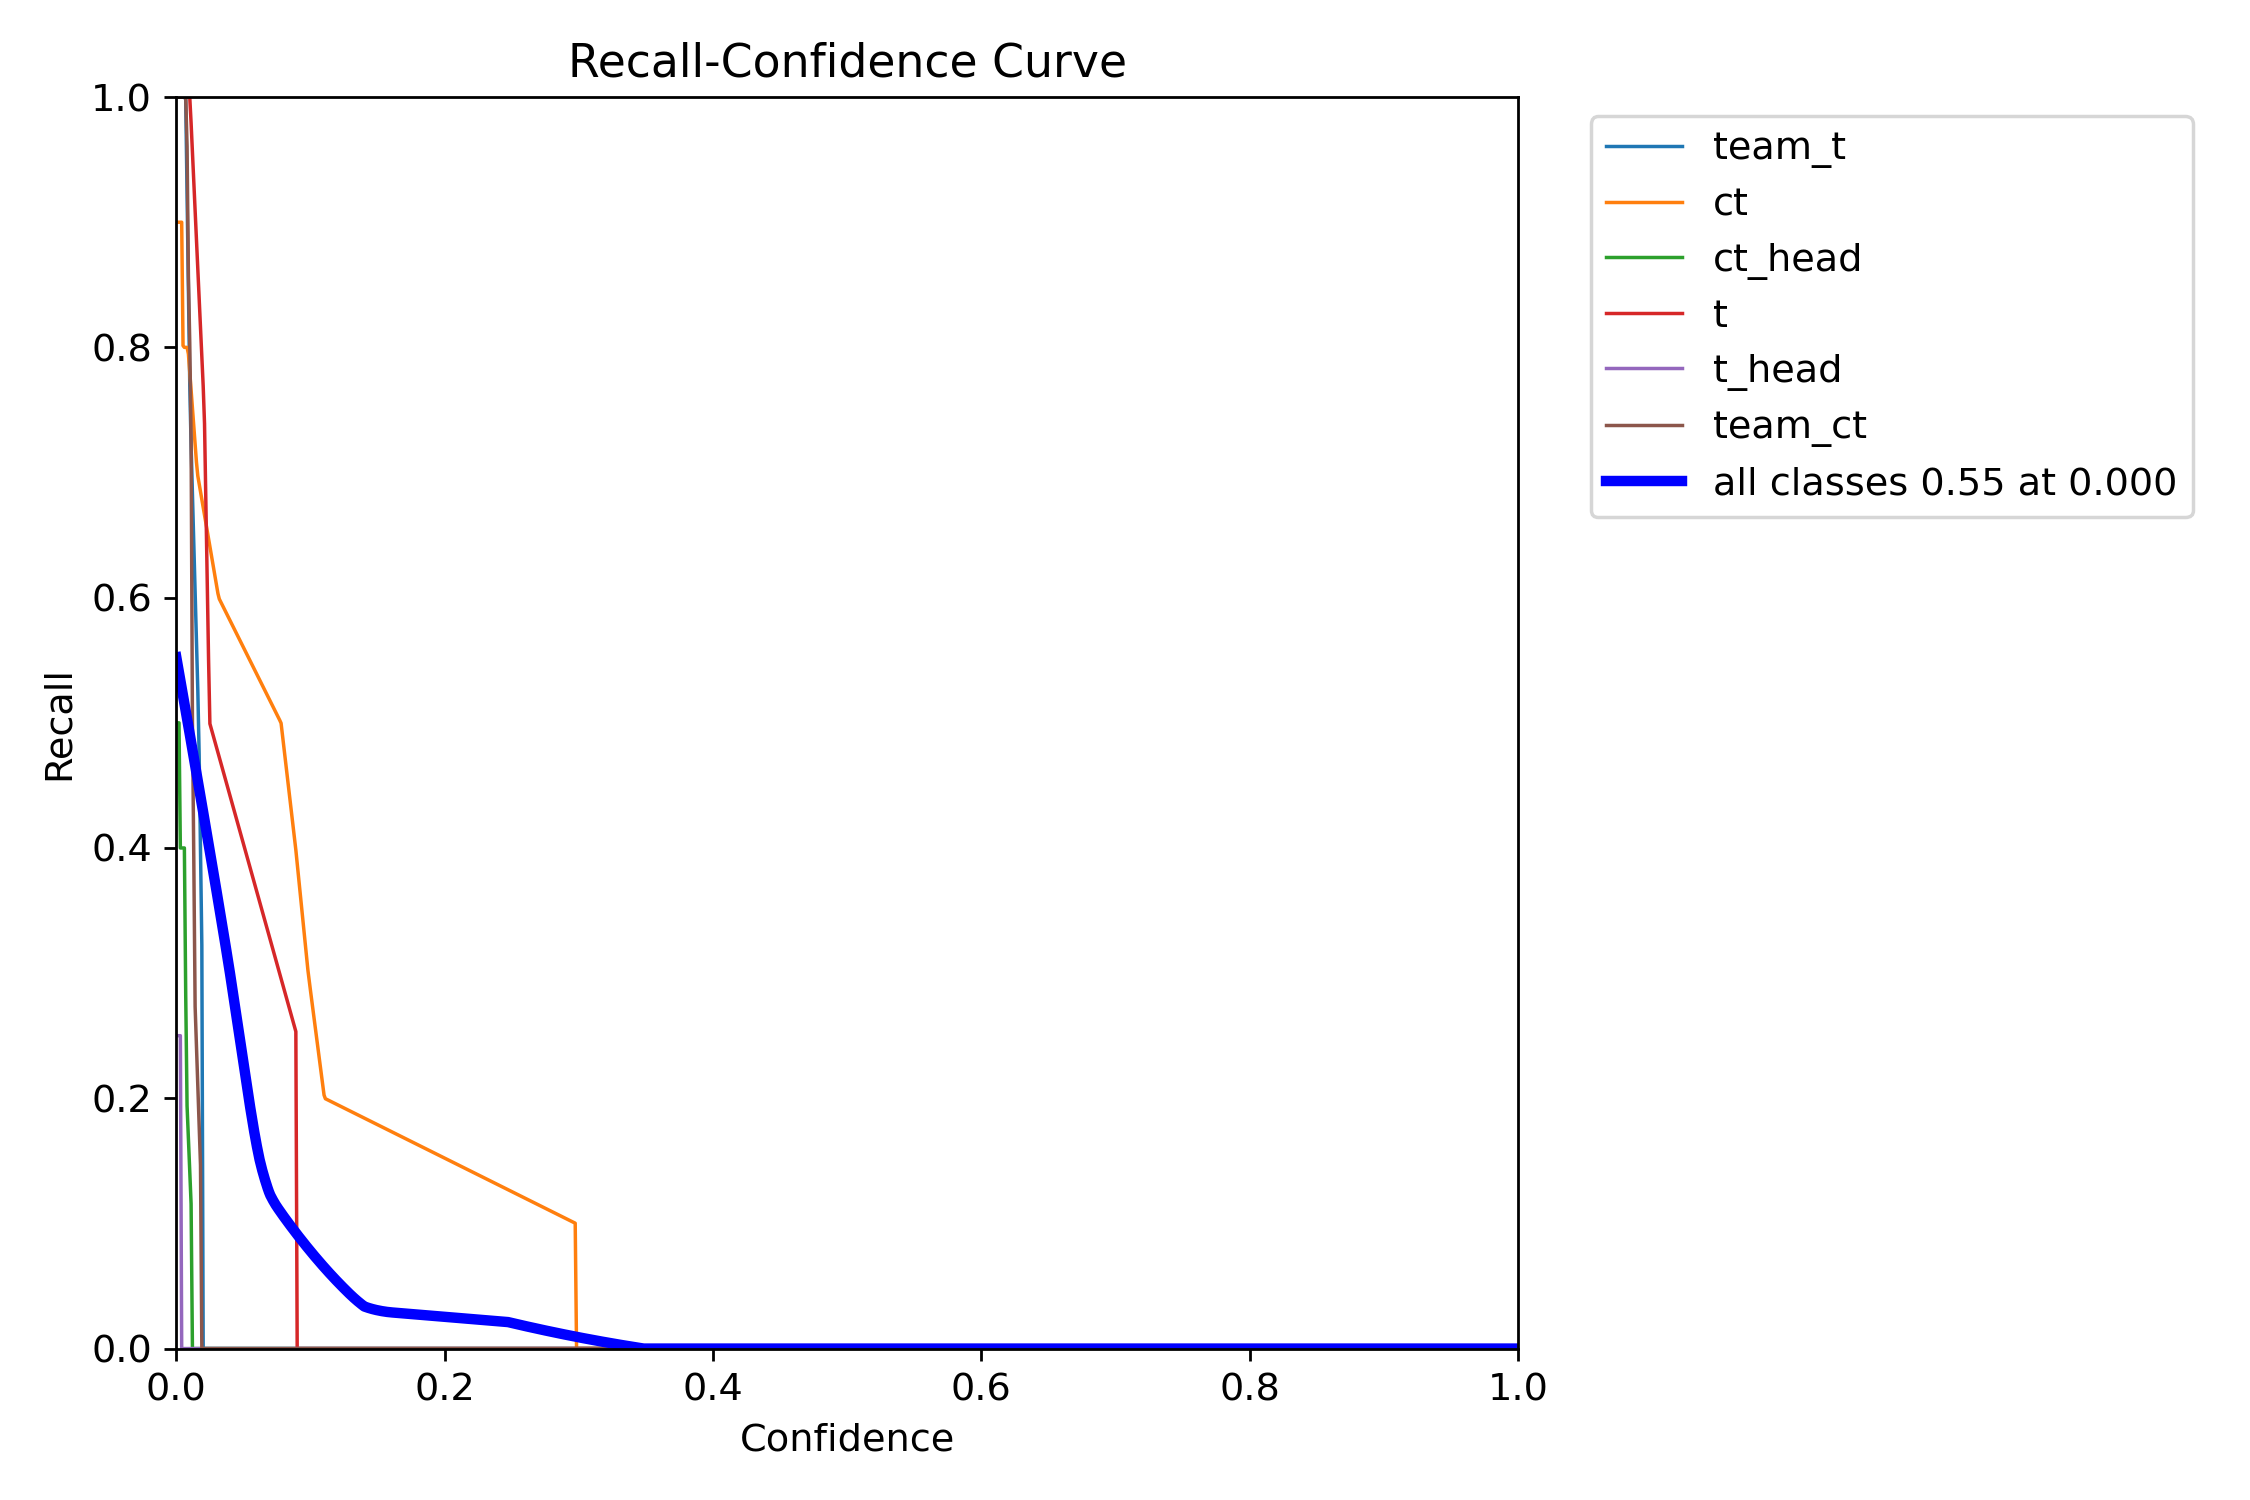 Recall-Confidence Curve
1.0
0.8
0.6
0.4
0.2
0.0
Recall
0.0 0.2 0.4 0.6 0.8 1.0
Confidence
team_t
ct
ct_head
t
t_head
team_ct
all classes 0.55 at 0.000